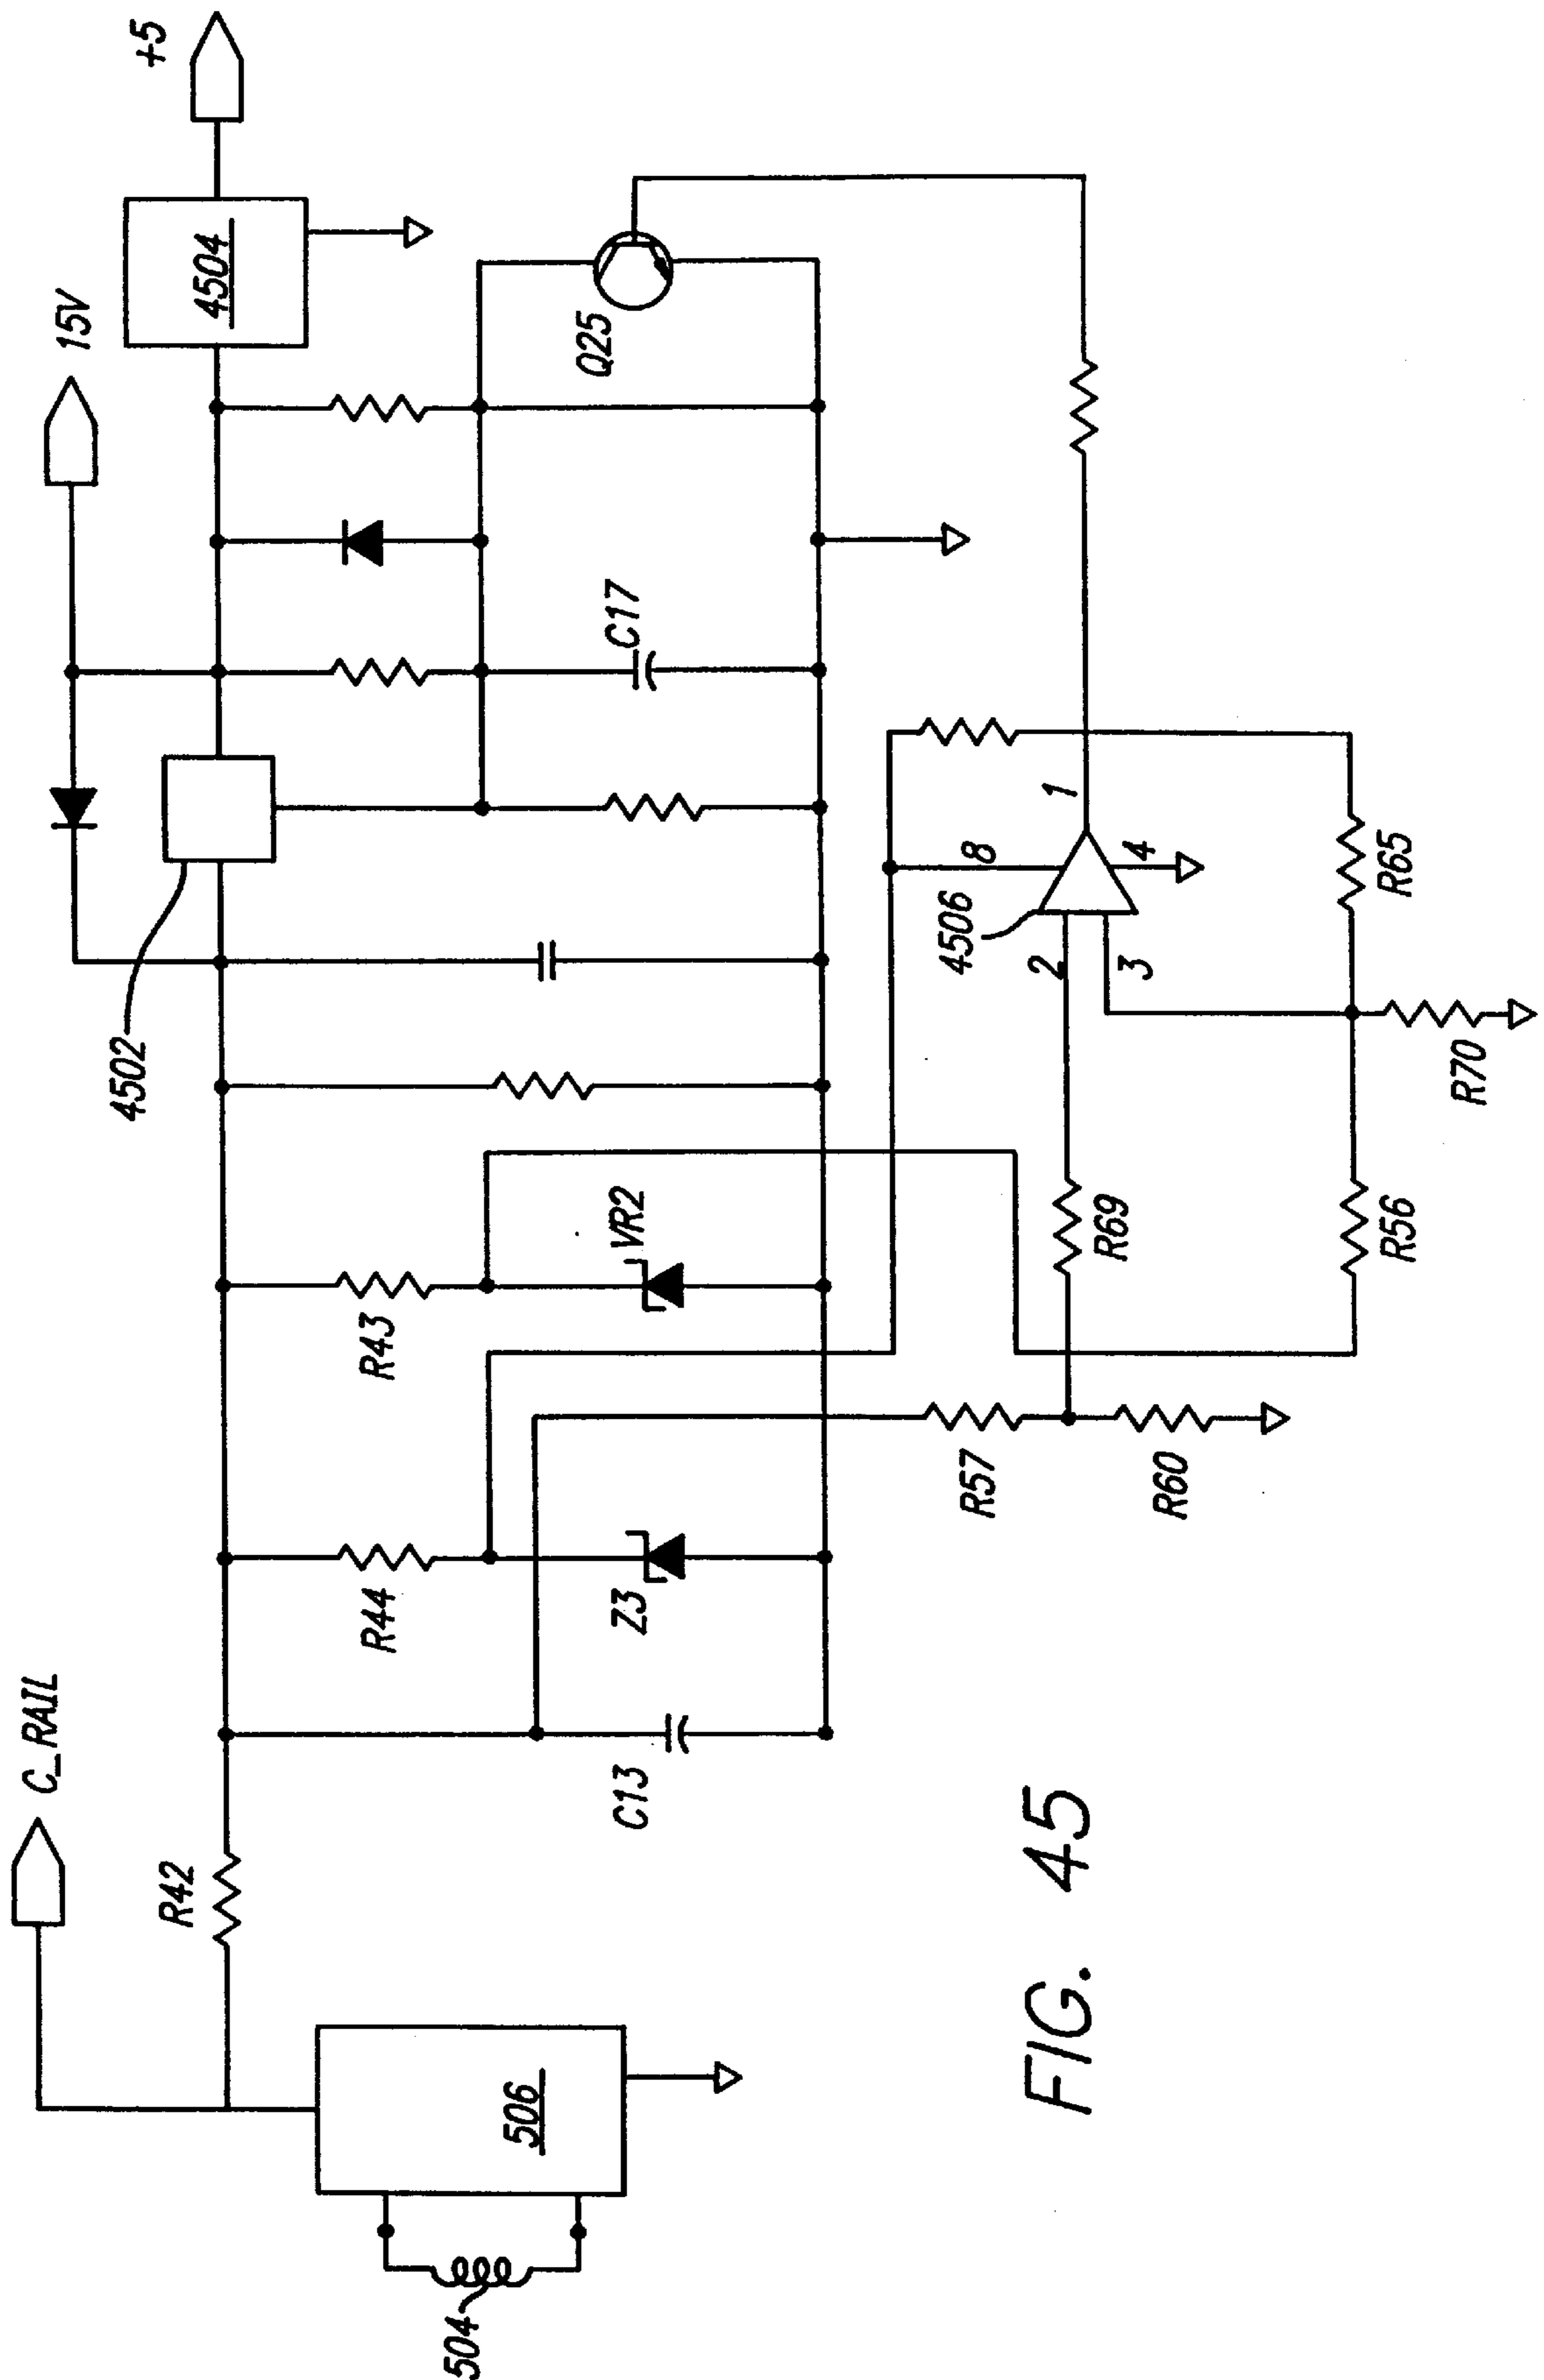 +5
15V
4504
Q25
C17
4502
4506
8
1
2
3
4
R65
R70
R69
R56
VR2
R43
R57
R60
R44
Z3
C_RAIL
C13
R42
506
504
FIG. 45